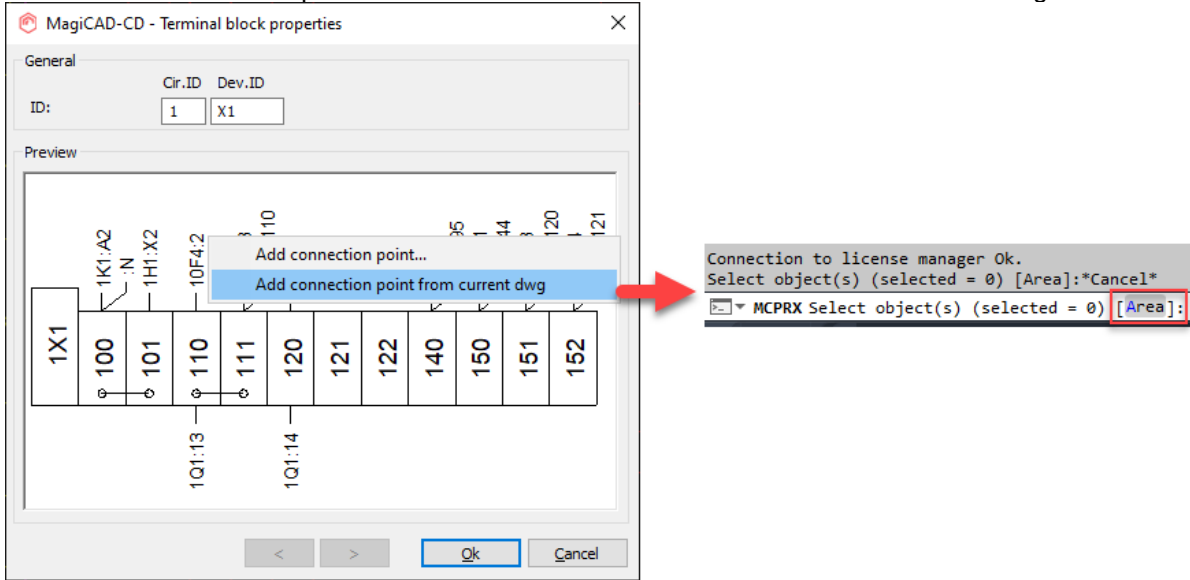 MagiCAD-CD - Terminal block properties
General
Cir.ID Dev.ID
ID: 1 X1
Preview
1K1:A2
:N
1H1:X2
10F4:2
110
120
121
Add connection point...
Add connection point from current dwg
1X1 100 101 110 111 120 121 122 140 150 151 152
1Q1:13
1Q1:14
< > Ok Cancel
Connection to license manager Ok.
Select object(s) (selected = 0) [Area]:*Cancel*
MCPRX Select object(s) (selected = 0) [Area]: